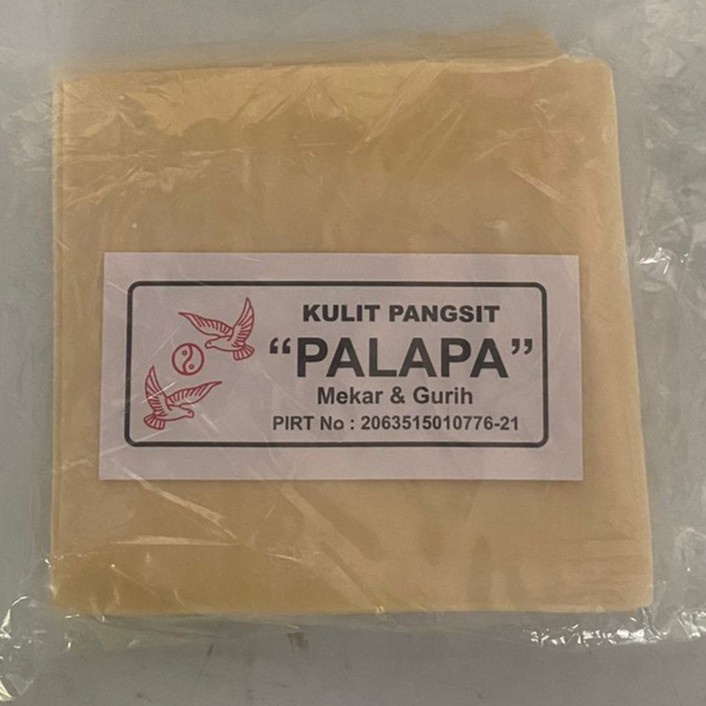 KULIT PANGSIT
“PALAPA”
Mekar & Gurih
PIRT No : 2063515010776-21